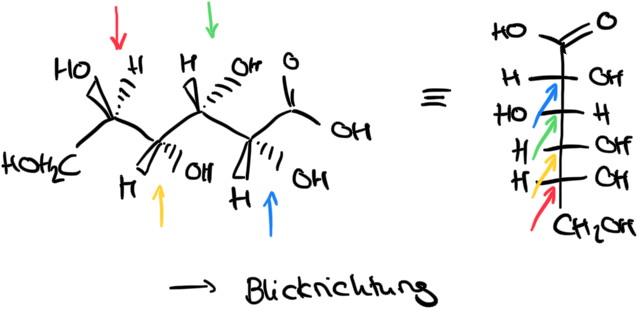 HO H H OH O
HOH₂C H OH H OH OH
≡
HO O
H OH
HO H
H OH
H OH
CH₂OH
→ Blickrichtung